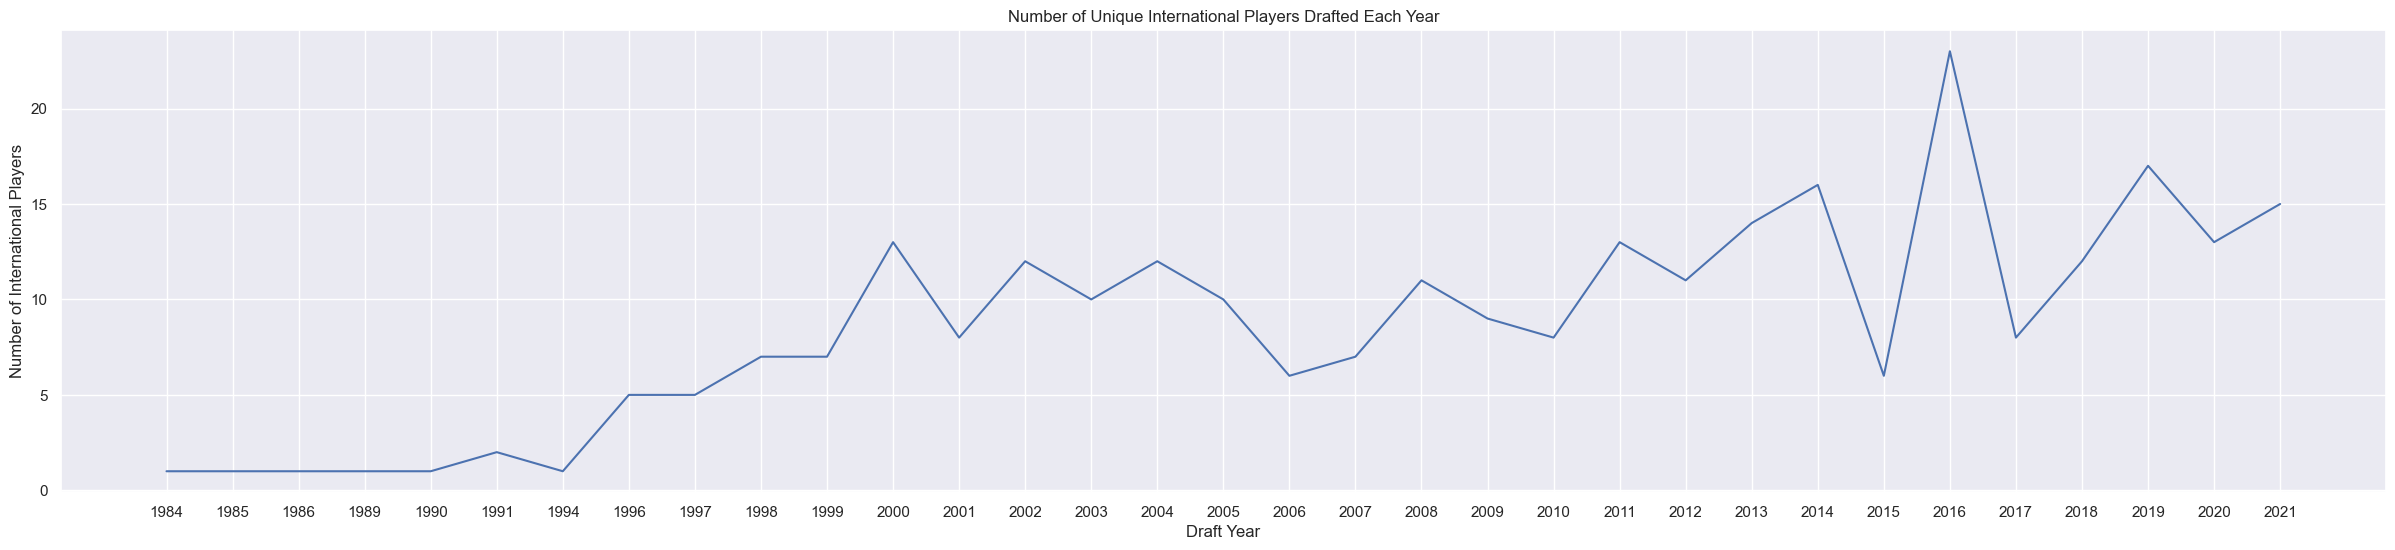 Number of Unique International Players Drafted Each Year
Number of International Players
20
15
10
5
0
1984 1985 1986 1989 1990 1991 1994 1996 1997 1998 1999 2000 2001 2002 2003 2004 2005 2006 2007 2008 2009 2010 2011 2012 2013 2014 2015 2016 2017 2018 2019 2020 2021
Draft Year